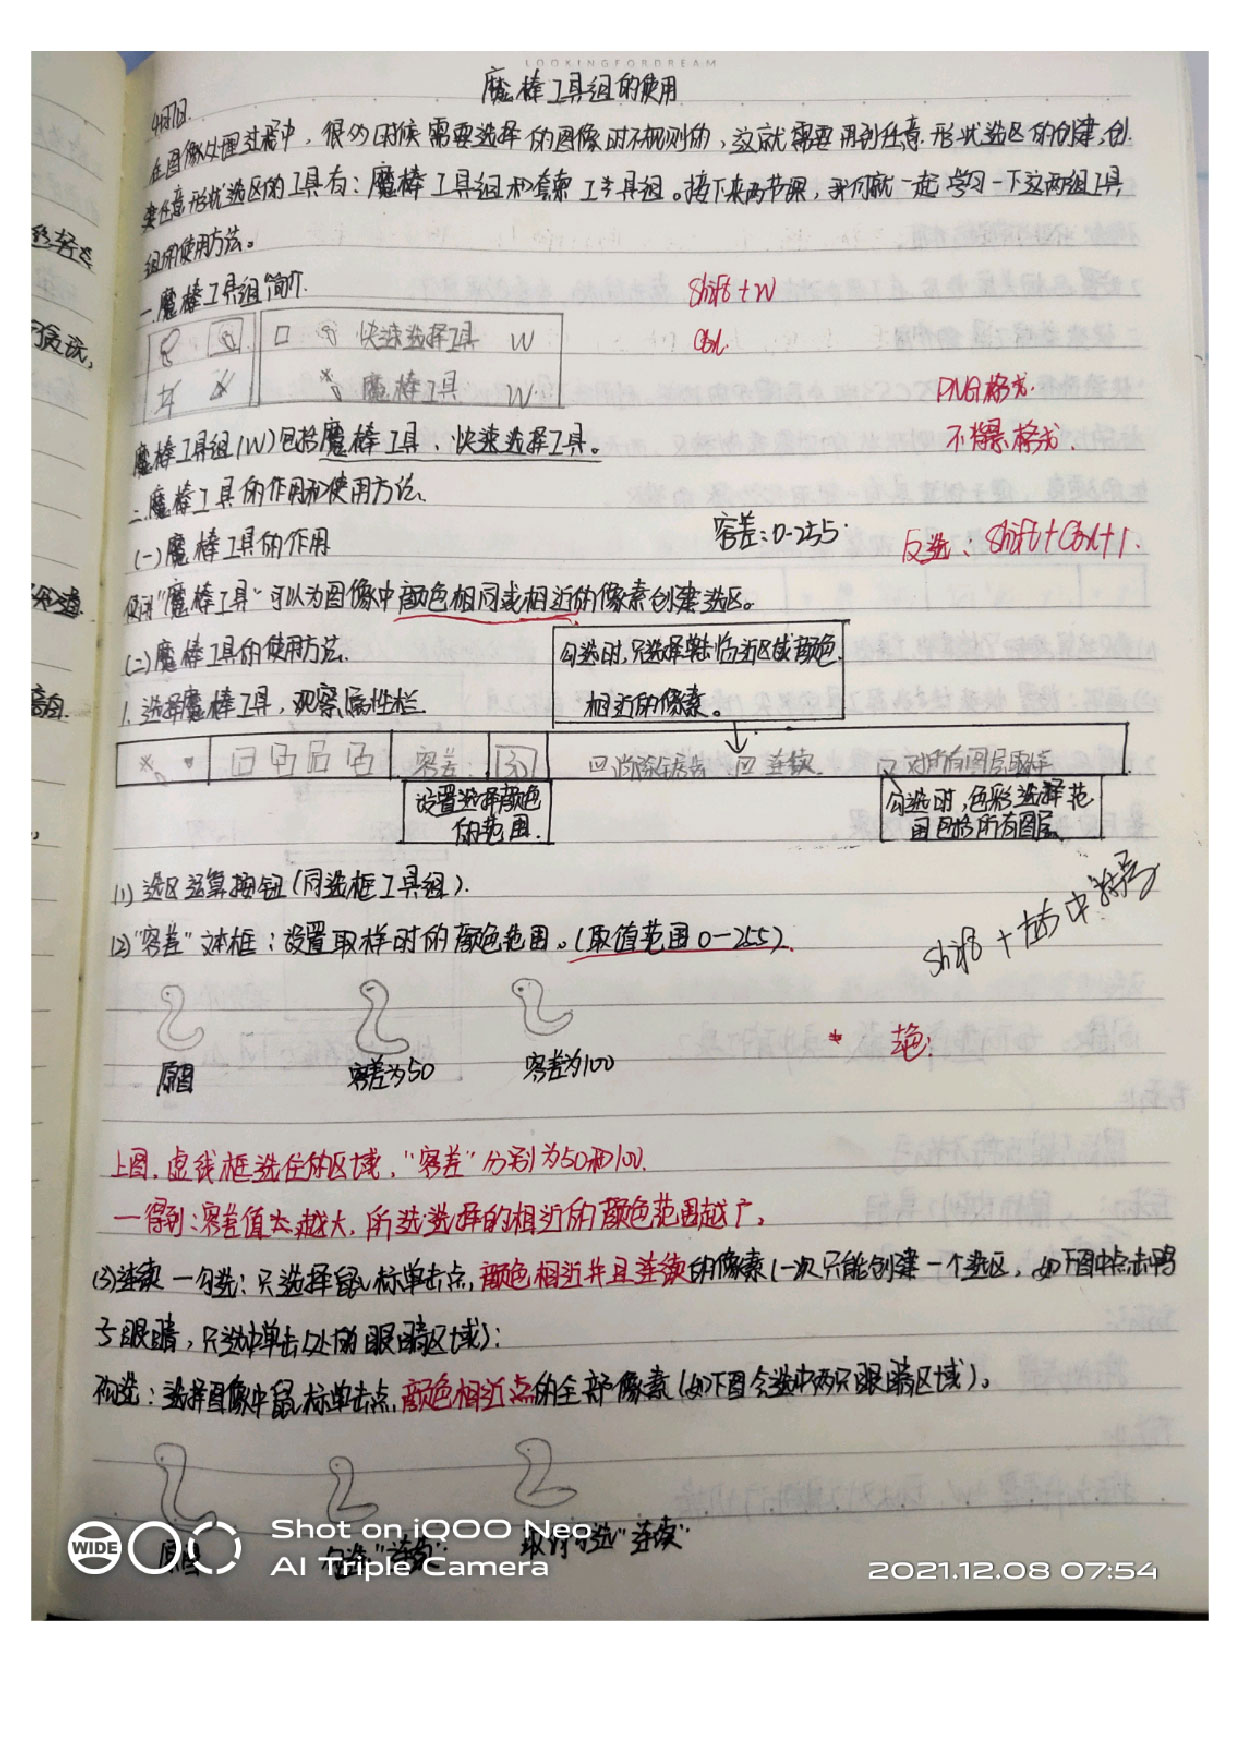 LOOKINGFORDREAM
魔棒工具组的使用
在图像处理过程中，很多时候需要选择的图像时不规则的，这就需要用到任意形状选区的创建，创
建任意形状选区的工具有：魔棒工具组和套索工具组。接下来两节课，我们就一起学习一下这两组工具
组的使用方法。
一.魔棒工具组简介.
Shift+W
快速选择工具 W
Ctrl.
魔棒工具 W
PNG格式.
魔棒工具组(W)包括魔棒工具、快速选择工具。
格式.
二.魔棒工具的作用和使用方法.
(一)魔棒工具的作用
容差:0-255.
反选：Shift+Ctrl+I.
使用"魔棒工具"可以为图像中颜色相同或相近的像素创建选区。
(二)魔棒工具的使用方法.
勾选时,只选择单击临近区域颜色
相近的像素。
1.选择魔棒工具，观察属性栏
容差: 消除锯齿 连续 对所有图层取样
设置选择颜色
的范围.
勾选时,色彩选择范
围包括所有图层.
(1)选区运算按钮(同选框工具组).
(2)"容差"文本框：设置取样时的颜色范围。(取值范围0—255).
Shift +
原图
容差为50
容差为100
*
上图,虚线框选住的区域,"容差"分别为50和100.
一得到:容差值越大,所选选择的相近的颜色范围越广。
(3)连续 一勾选：只选择鼠标单击点,颜色相近并且连续的像素(一次只能创建一个选区，如下图中点击鸭
子眼睛，只选中单击处的眼睛区域)：
选：选择图像中鼠标单击点,颜色相近点的全部像素(如下图会选中两只眼睛区域)。
原图
勾选"连续"
取消勾选"连续"
WIDE
Shot on iQOO Neo
AI Triple Camera
2021.12.08 07:54